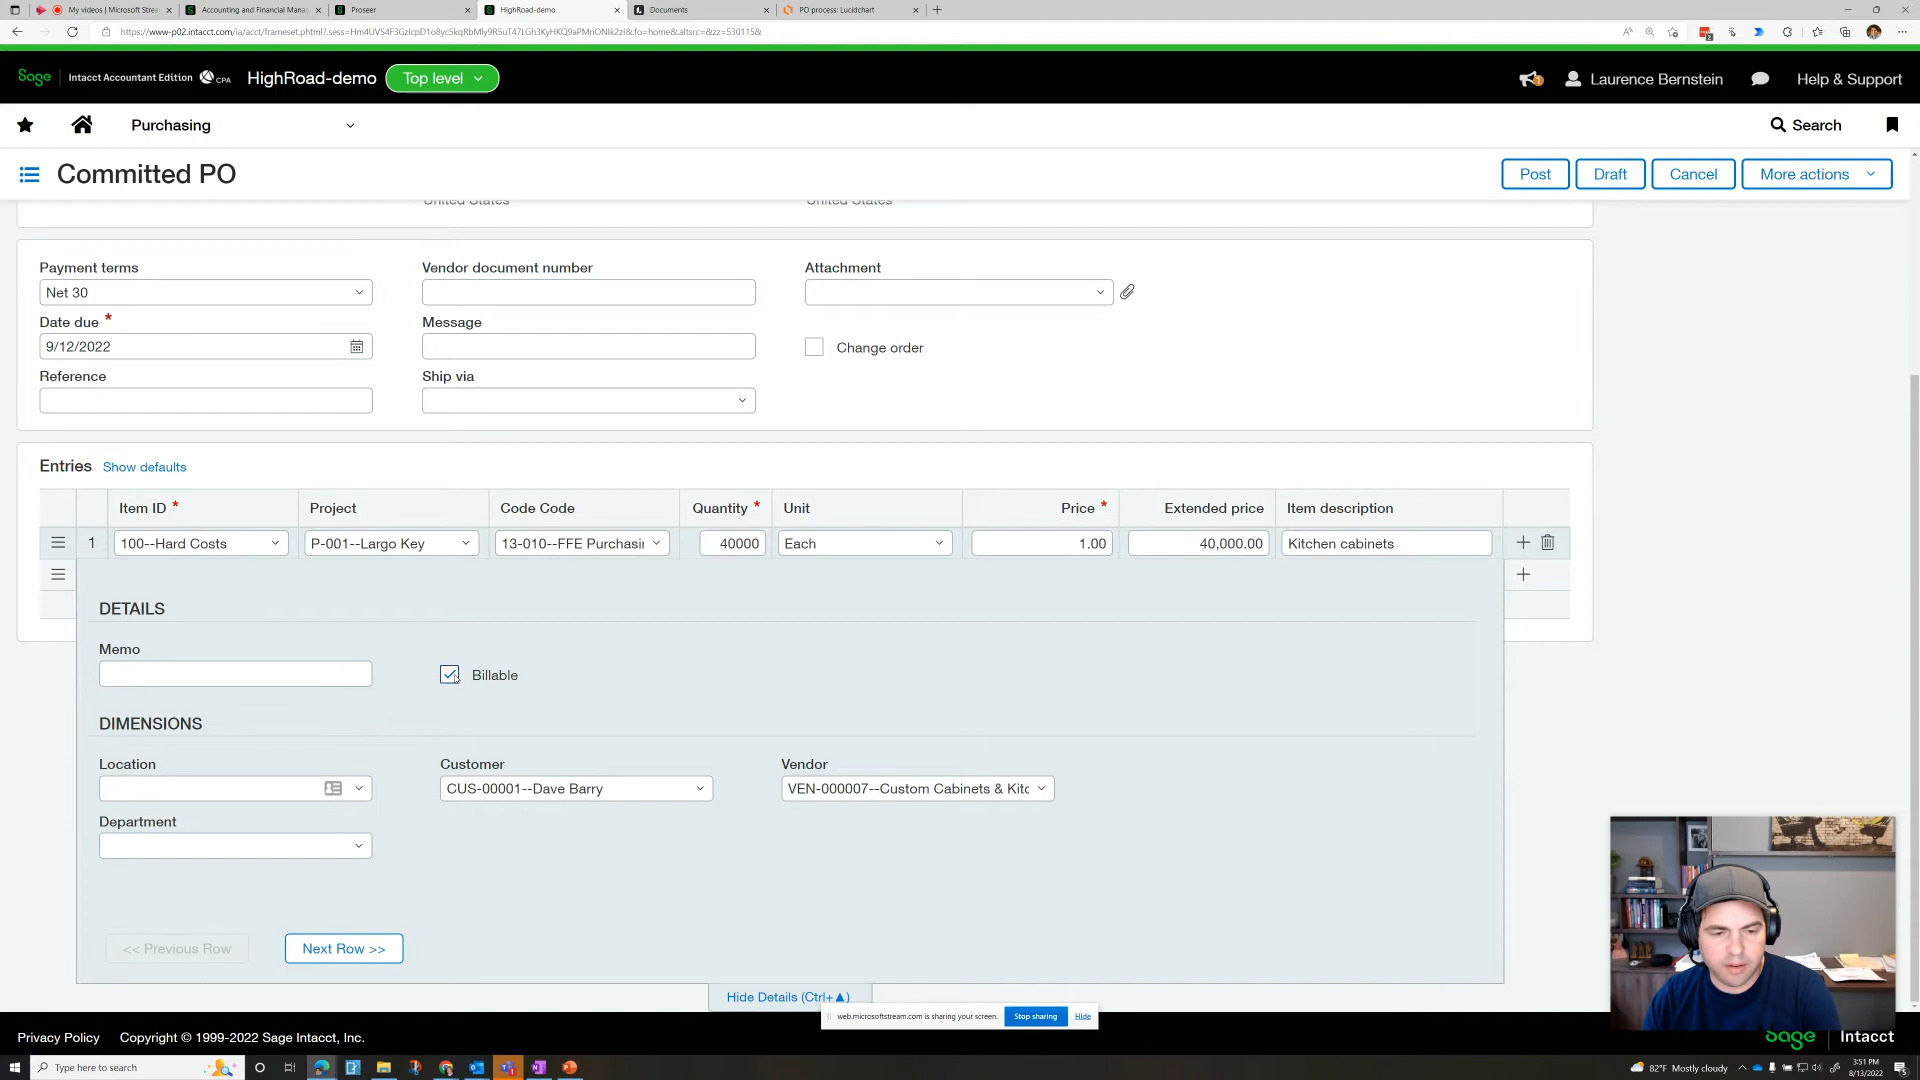 My videos | Microsoft Strea
Accounting and Financial Mana
Proseer
HighRoad-demo
Documents
PO process: Lucidchart
Sage Intacct Accountant Edition CPA HighRoad-demo Top level
Laurence Bernstein Help & Support
Purchasing
Search
Committed PO
Post Draft Cancel More actions
United States United States
Payment terms Vendor document number Attachment
Net 30
Date due * Message
9/12/2022
Change order
Reference Ship via
Entries Show defaults
Item ID * Project Code Code Quantity * Unit Price * Extended price Item description
1 100--Hard Costs P-001--Largo Key 13-010--FFE Purchasi 40000 Each 1.00 40,000.00 Kitchen cabinets
DETAILS
Memo
Billable
DIMENSIONS
Location Customer Vendor
CUS-00001--Dave Barry VEN-000007--Custom Cabinets & Kitc
Department
<< Previous Row Next Row >>
Hide Details (Ctrl+▲)
web.microsoftstream.com is sharing your screen. Stop sharing Hide
Privacy Policy Copyright © 1999-2022 Sage Intacct, Inc.
Sage Intacct
Type here to search
82°F Mostly cloudy
3:51 PM
8/13/2022